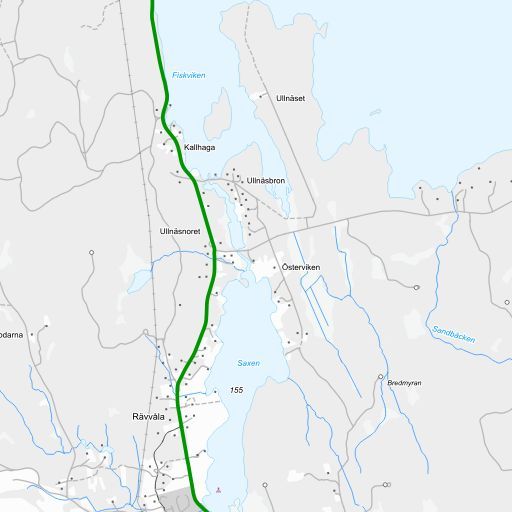 Fiskviken
Ullnäset
Kallhaga
Ullnäsbron
Ullnäsnoret
Österviken
Sandbäcken
odarna
Saxen
155
Bredmyran
Rävvåla